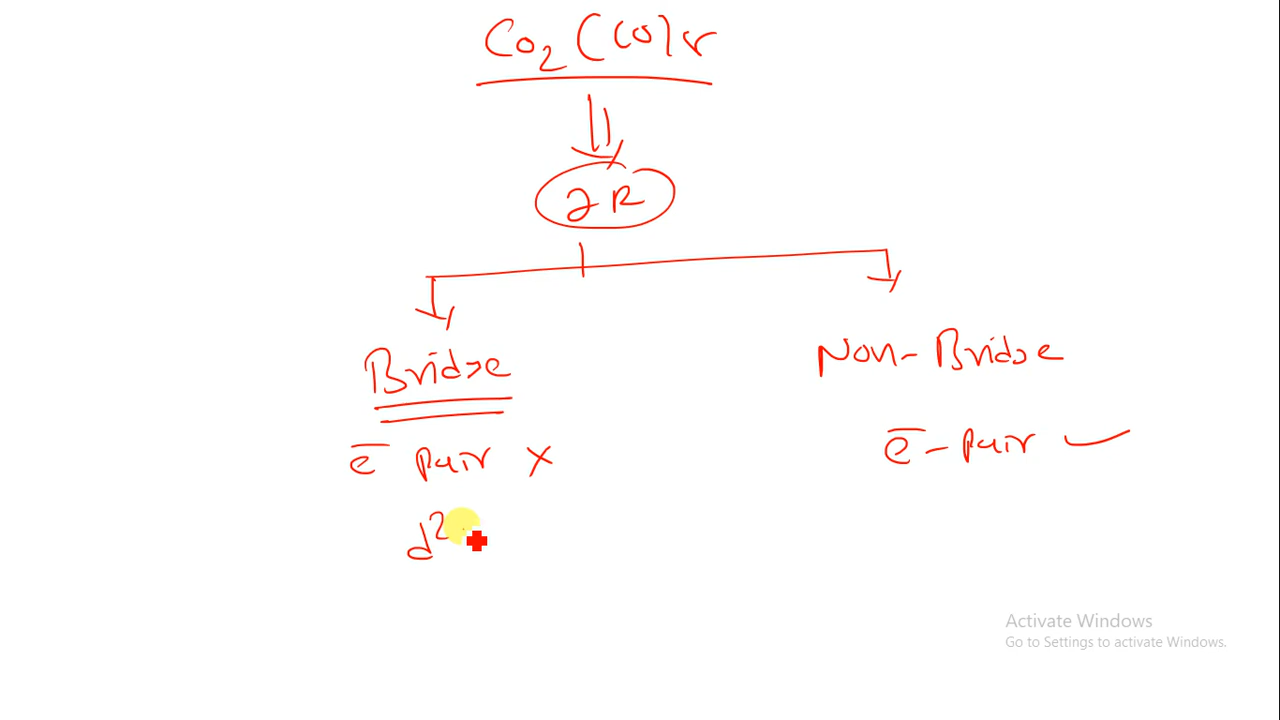 Co₂(CO)₈
2R
Bridge
Non-Bridge
e̅ pair ×
e̅-pair ✓
d²
Activate Windows
Go to Settings to activate Windows.